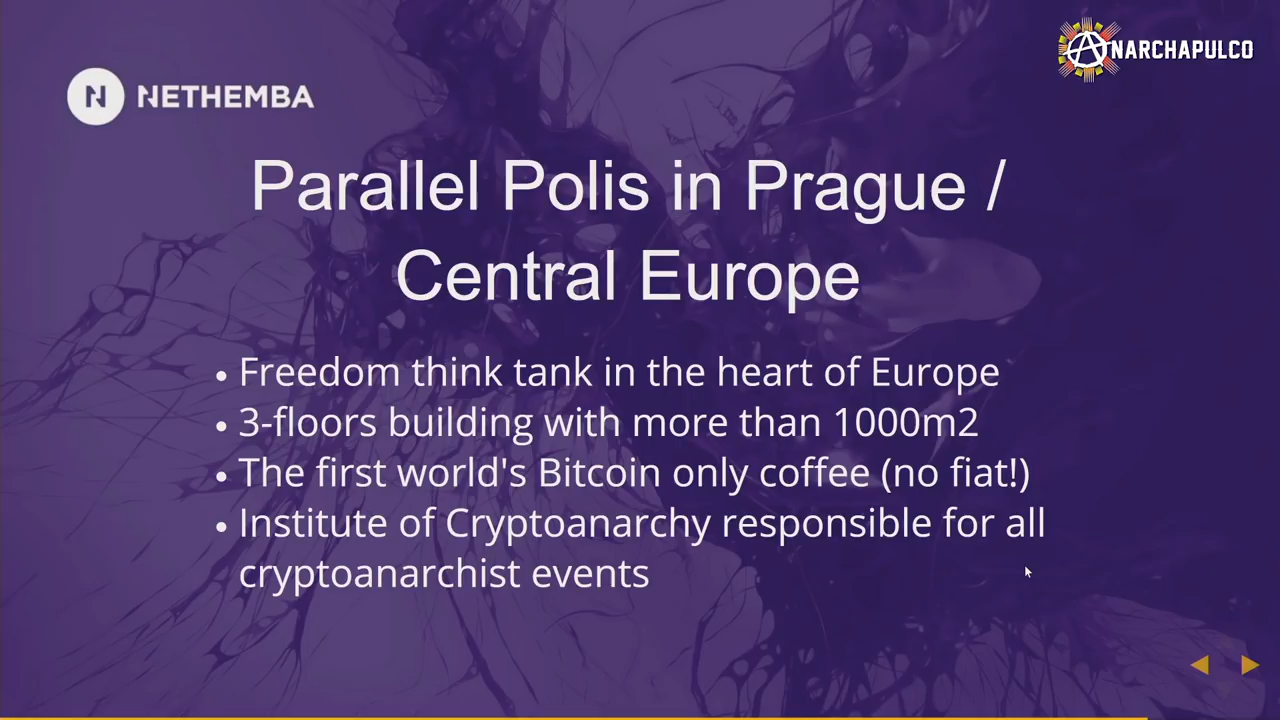 ANARCHAPULCO
N NETHEMBA
Parallel Polis in Prague /
Central Europe
• Freedom think tank in the heart of Europe
• 3-floors building with more than 1000m2
• The first world's Bitcoin only coffee (no fiat!)
• Institute of Cryptoanarchy responsible for all
cryptoanarchist events